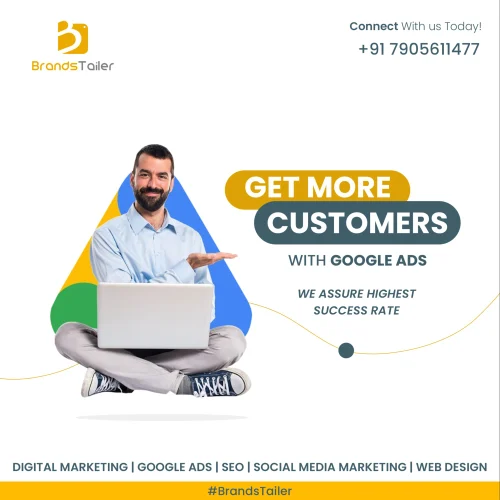 BrandsTailer
Connect With us Today!
+91 7905611477
GET MORE
CUSTOMERS
WITH GOOGLE ADS
WE ASSURE HIGHEST
SUCCESS RATE
DIGITAL MARKETING | GOOGLE ADS | SEO | SOCIAL MEDIA MARKETING | WEB DESIGN
#BrandsTailer